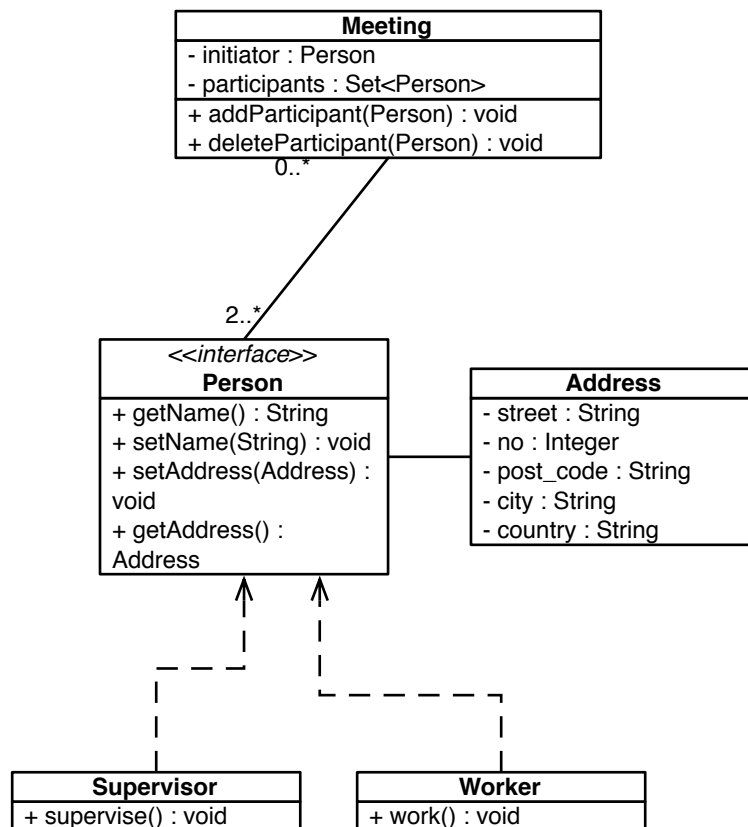 Meeting
- initiator : Person
- participants : Set<Person>
+ addParticipant(Person) : void
+ deleteParticipant(Person) : void
0..*
2..*
<<interface>>
Person
+ getName() : String
+ setName(String) : void
+ setAddress(Address) :
void
+ getAddress() :
Address
Address
- street : String
- no : Integer
- post_code : String
- city : String
- country : String
Supervisor
+ supervise() : void
Worker
+ work() : void